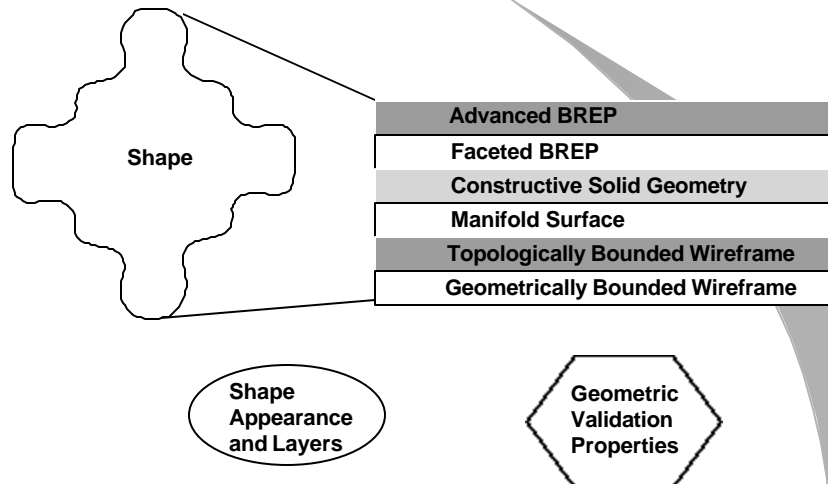 Shape
Advanced BREP
Faceted BREP
Constructive Solid Geometry
Manifold Surface
Topologically Bounded Wireframe
Geometrically Bounded Wireframe
Shape
Appearance
and Layers
Geometric
Validation
Properties